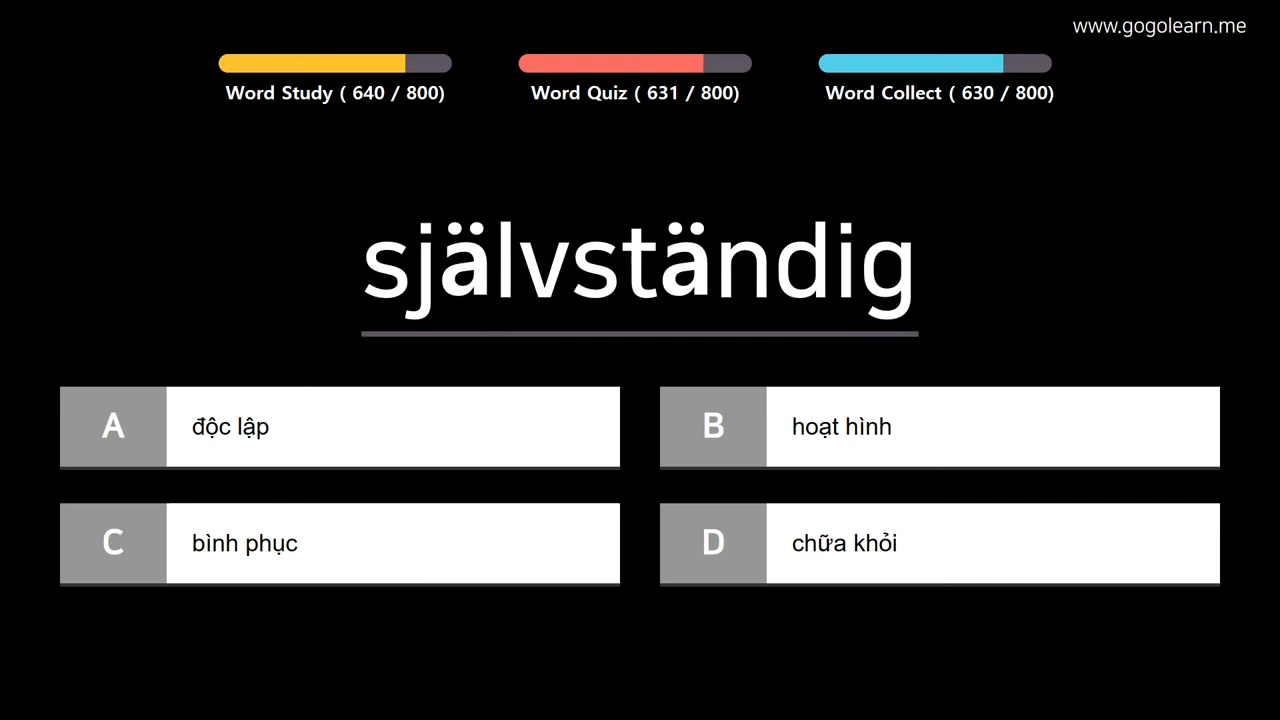 www.gogolearn.me
Word Study ( 640 / 800)
Word Quiz ( 631 / 800)
Word Collect ( 630 / 800)
självständig
A độc lập
B hoạt hình
C bình phục
D chữa khỏi